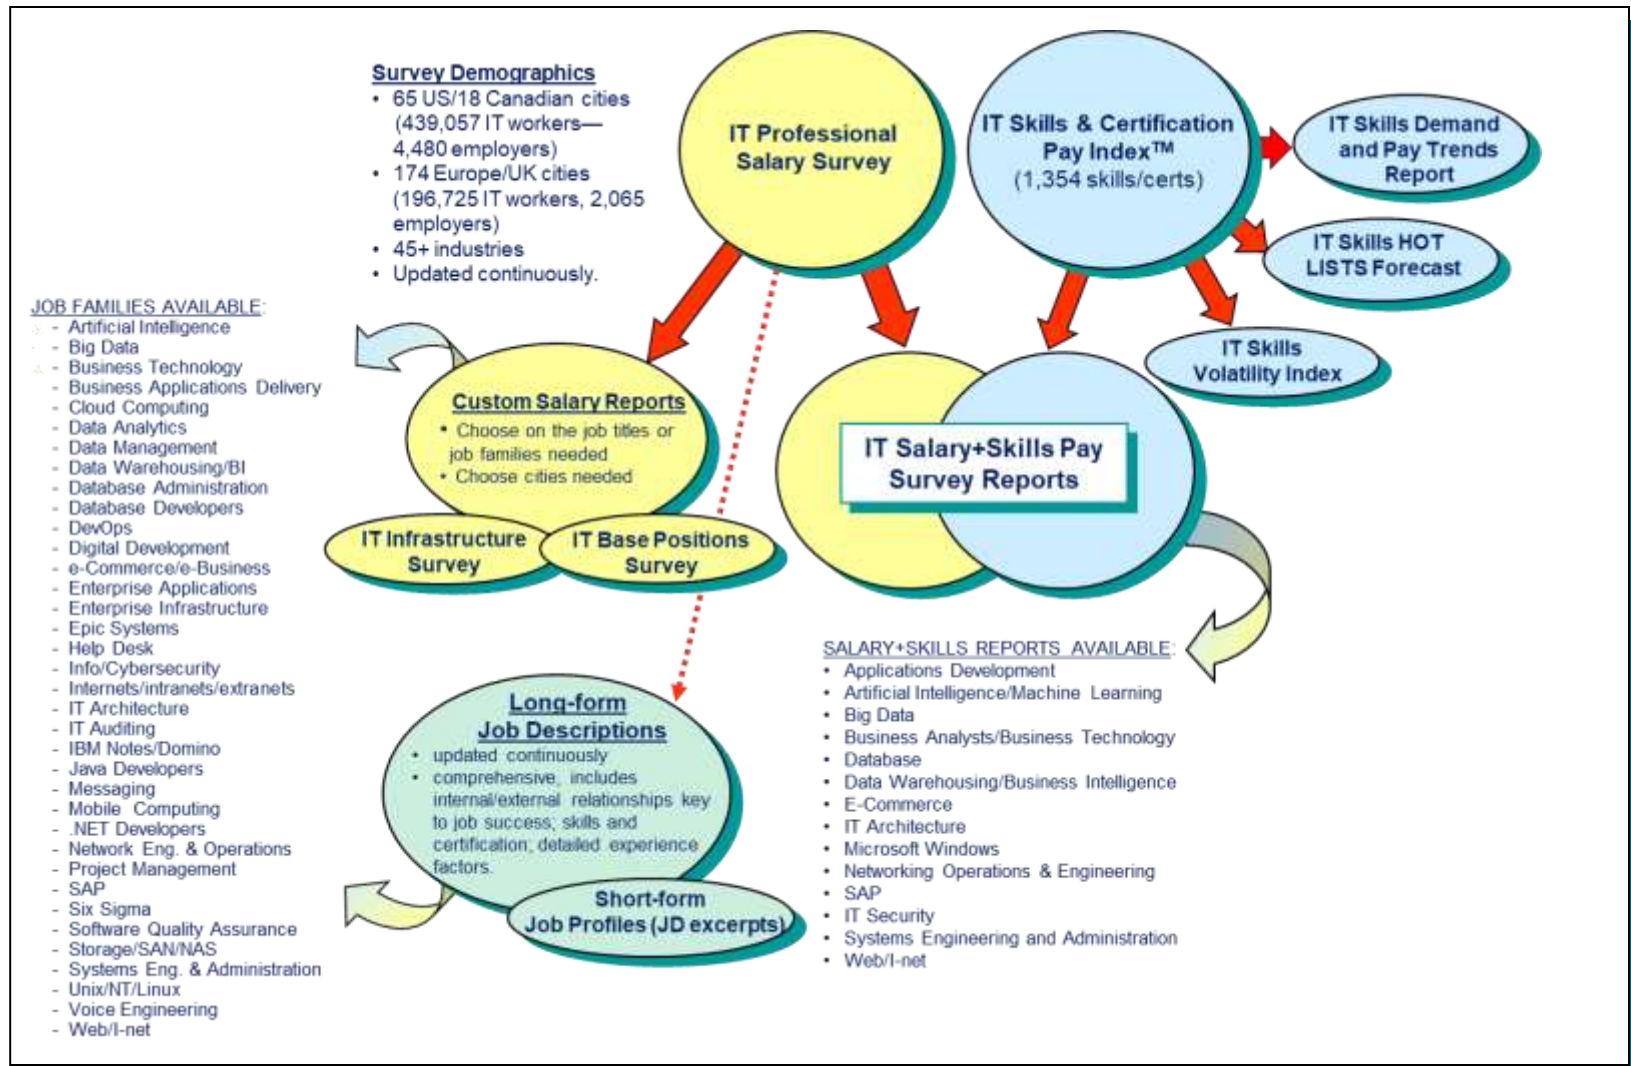 Survey Demographics
• 65 US/18 Canadian cities
(439,057 IT workers—
4,480 employers)
• 174 Europe/UK cities
(196,725 IT workers, 2,065
employers)
• 45+ industries
• Updated continuously.
IT Professional
Salary Survey
IT Skills & Certification
Pay Index™
(1,354 skills/certs)
IT Skills Demand
and Pay Trends
Report
IT Skills HOT
LISTS Forecast
IT Skills
Volatility Index
JOB FAMILIES AVAILABLE:
- Artificial Intelligence
- Big Data
- Business Technology
- Business Applications Delivery
- Cloud Computing
- Data Analytics
- Data Management
- Data Warehousing/BI
- Database Administration
- Database Developers
- DevOps
- Digital Development
- e-Commerce/e-Business
- Enterprise Applications
- Enterprise Infrastructure
- Epic Systems
- Help Desk
- Info/Cybersecurity
- Internets/intranets/extranets
- IT Architecture
- IT Auditing
- IBM Notes/Domino
- Java Developers
- Messaging
- Mobile Computing
- .NET Developers
- Network Eng. & Operations
- Project Management
- SAP
- Six Sigma
- Software Quality Assurance
- Storage/SAN/NAS
- Systems Eng. & Administration
- Unix/NT/Linux
- Voice Engineering
- Web/I-net
Custom Salary Reports
• Choose on the job titles or
job families needed
• Choose cities needed
IT Infrastructure
Survey
IT Base Positions
Survey
IT Salary+Skills Pay
Survey Reports
Long-form
Job Descriptions
• updated continuously
• comprehensive, includes
internal/external relationships key
to job success; skills and
certification; detailed experience
factors.
Short-form
Job Profiles (JD excerpts)
SALARY+SKILLS REPORTS AVAILABLE:
• Applications Development
• Artificial Intelligence/Machine Learning
• Big Data
• Business Analysts/Business Technology
• Database
• Data Warehousing/Business Intelligence
• E-Commerce
• IT Architecture
• Microsoft Windows
• Networking Operations & Engineering
• SAP
• IT Security
• Systems Engineering and Administration
• Web/I-net